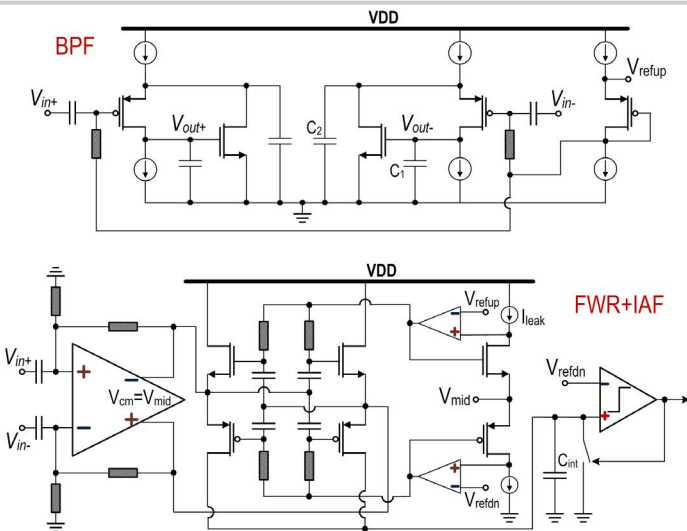 VDD
BPF
Vrefup
Vin+
Vout+
C2
Vout-
Vin-
C1
VDD
FWR+IAF
Vrefup
Ileak
Vin+
Vcm=Vmid
Vin-
Vmid
Vrefdn
Cint
Vrefdn